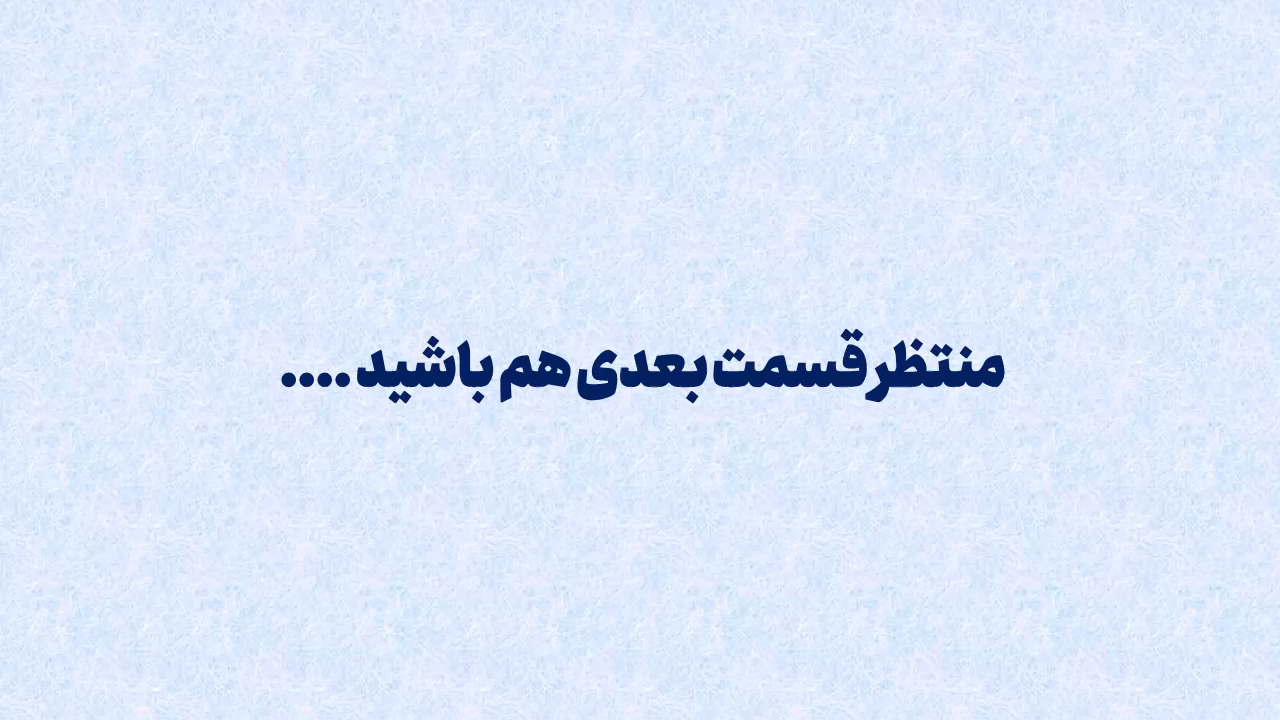 منتظر قسمت بعدی هم باشید ....